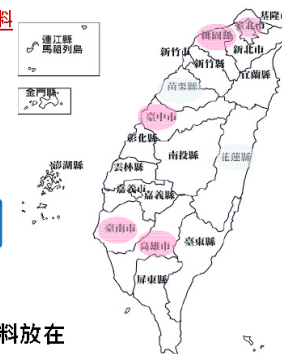 料
連江縣
馬祖列島
金門縣
澎湖縣
基隆
臺北市
桃園縣
新北市
新竹市
新竹縣
宜蘭縣
苗栗縣
臺中市
彰化縣
南投縣
花蓮縣
雲林縣
嘉義市
嘉義縣
臺南市
高雄市
臺東縣
屏東縣
料放在